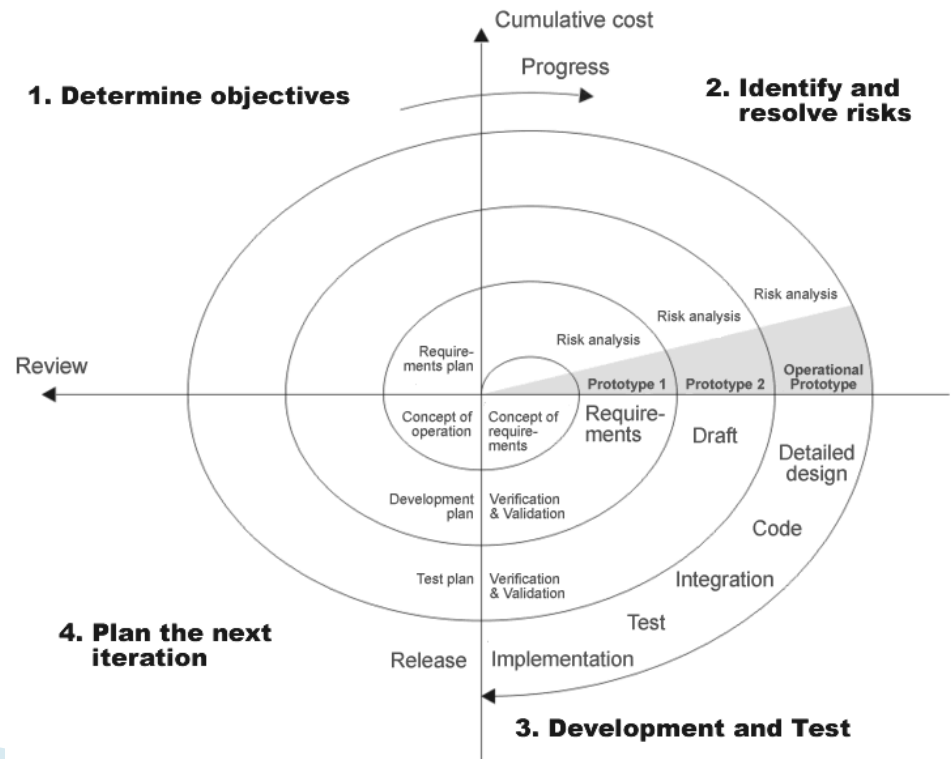 Cumulative cost
Progress
1. Determine objectives
2. Identify and
resolve risks
Risk analysis
Risk analysis
Risk analysis
Require-
ments plan
Review
Operational
Prototype
Prototype 1
Prototype 2
Concept of
operation
Concept of
require-
ments
Require-
ments
Draft
Detailed
design
Development
plan
Verification
& Validation
Code
Test plan
Verification
& Validation
Integration
Test
4. Plan the next
iteration
Release
Implementation
3. Development and Test